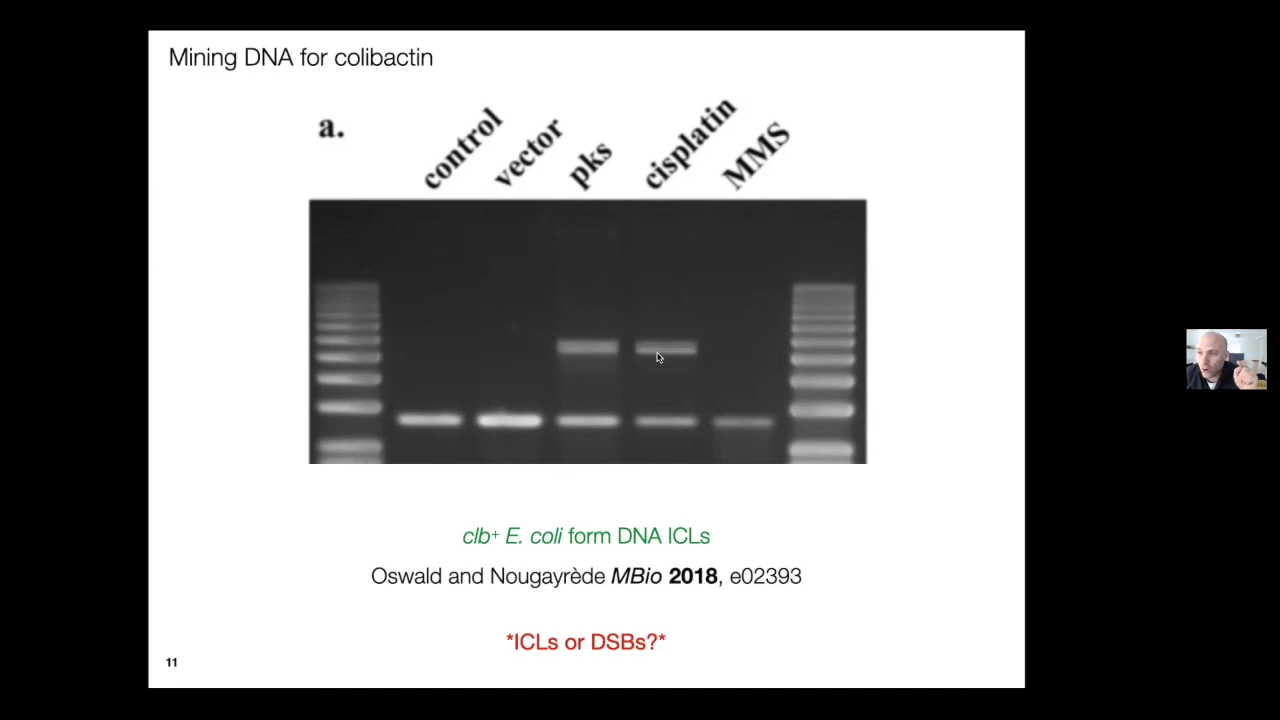 Mining DNA for colibactin
a.
control
vector
pks
cisplatin
MMS
clb⁺ E. coli form DNA ICLs
Oswald and Nougayrède MBio 2018, e02393
*ICLs or DSBs?*
11